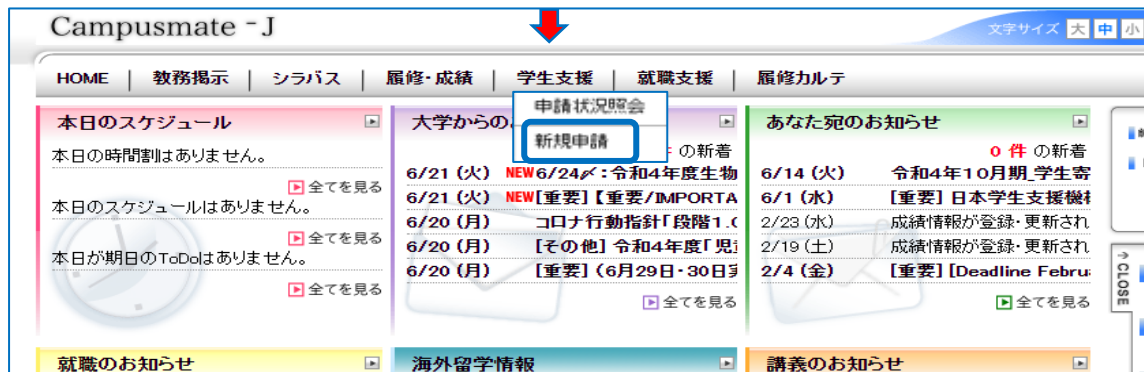 Campusmate-J
文字サイズ 大 中 小
HOME | 教務掲示 | シラバス | 履修・成績 | 学生支援 | 就職支援 | 履修カルテ
申請状況照会
新規申請
本日のスケジュール
本日の時間割はありません。
全てを見る
本日のスケジュールはありません。
全てを見る
本日が期日のToDoはありません。
全てを見る
大学からの
の新着
6/21 (火) NEW 6/24〆:令和4年度生物
6/21 (火) NEW [重要]【重要/IMPORTA
6/20 (月) コロナ行動指針「段階1.
6/20 (月) [その他] 令和4年度「児
6/20 (月) [重要] (6月29日・30日
全てを見る
あなた宛のお知らせ
0 件 の新着
6/14 (火) 令和4年10月期_学生寄
6/1 (水) [重要] 日本学生支援機
2/23 (水) 成績情報が登録・更新され
2/19 (土) 成績情報が登録・更新され
2/4 (金) [重要] [Deadline Februa
全てを見る
CLOSE
就職のお知らせ
海外留学情報
講義のお知らせ